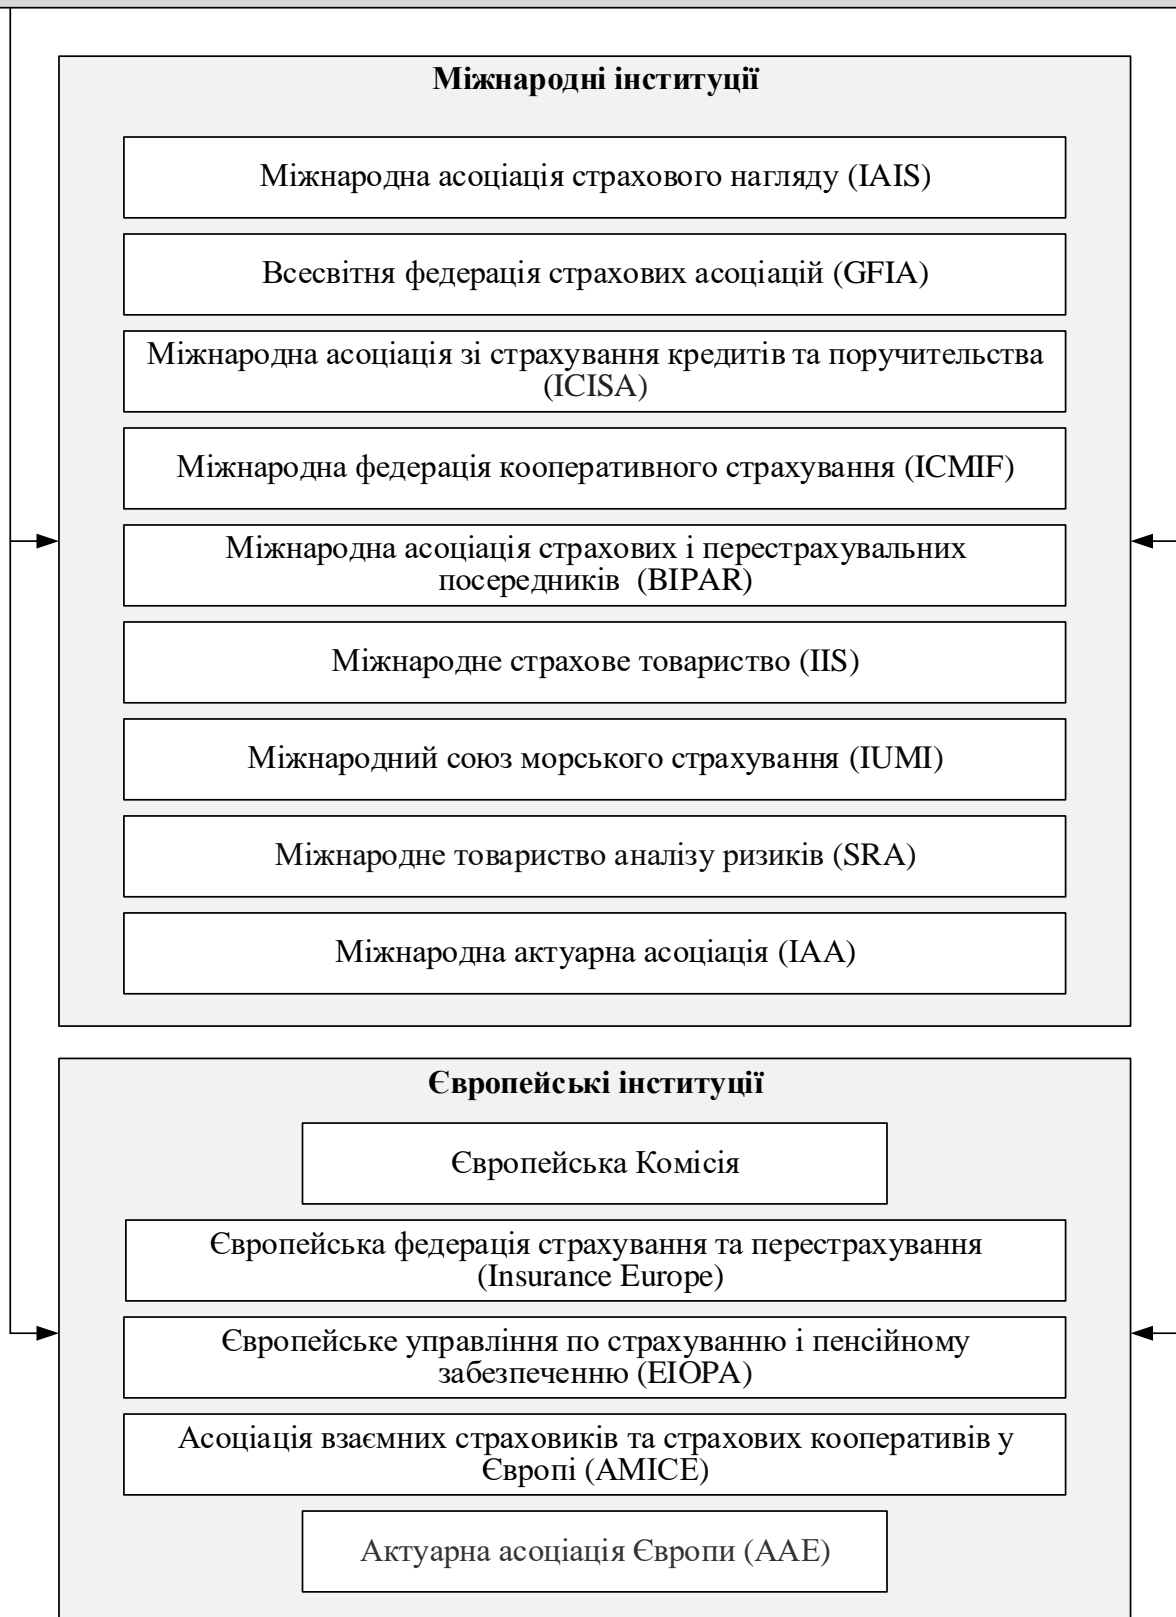 Міжнародні інституції
Міжнародна асоціація страхового нагляду (IAIS)
Всесвітня федерація страхових асоціацій (GFIA)
Міжнародна асоціація зі страхування кредитів та поручительства
(ICISA)
Міжнародна федерація кооперативного страхування (ICMIF)
Міжнародна асоціація страхових і перестрахувальних
посередників (BIPAR)
Міжнародне страхове товариство (IIS)
Міжнародний союз морського страхування (IUMI)
Міжнародне товариство аналізу ризиків (SRA)
Міжнародна актуарна асоціація (IAA)
Європейські інституції
Європейська Комісія
Європейська федерація страхування та перестрахування
(Insurance Europe)
Європейське управління по страхуванню і пенсійному
забезпеченню (EIOPA)
Асоціація взаємних страховиків та страхових кооперативів у
Європі (AMICE)
Актуарна асоціація Європи (AAE)